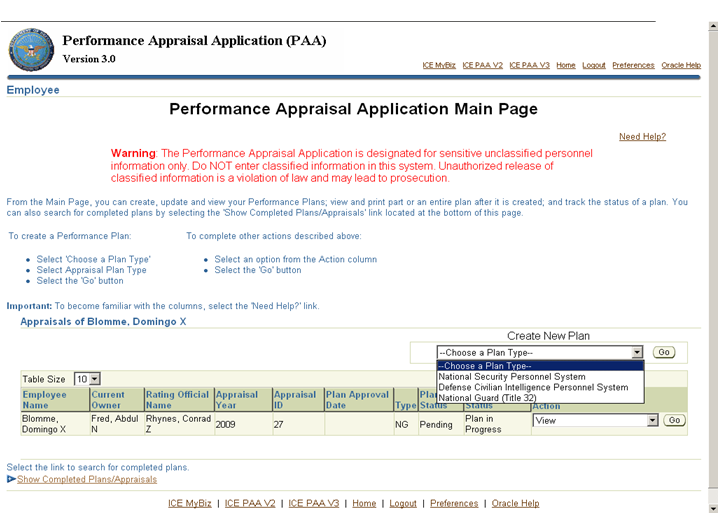 Performance Appraisal Application (PAA)
Version 3.0
ICE MyBiz ICE PAA V2 ICE PAA V3 Home Logout Preferences Oracle Help
Employee
Performance Appraisal Application Main Page
Need Help?
Warning: The Performance Appraisal Application is designated for sensitive unclassified personnel
information only. Do NOT enter classified information in this system. Unauthorized release of
classified information is a violation of law and may lead to prosecution.
From the Main Page, you can create, update and view your Performance Plans; view and print part or an entire plan after it is created; and track the status of a plan. You
can also search for completed plans by selecting the 'Show Completed Plans/Appraisals' link located at the bottom of this page.
To create a Performance Plan: To complete other actions described above:
• Select 'Choose a Plan Type' • Select an option from the Action column
• Select Appraisal Plan Type • Select the 'Go' button
• Select the 'Go' button
Important: To become familiar with the columns, select the 'Need Help?' link.
Appraisals of Blomme, Domingo X
Create New Plan
--Choose a Plan Type-- Go
--Choose a Plan Type--
National Security Personnel System
Defense Civilian Intelligence Personnel System
National Guard (Title 32)
Table Size 10
Employee Current Rating Official Appraisal Appraisal Plan Approval
Name Owner Name Year ID Date Type Status Status Action
Blomme, Fred, Abdul Rhynes, Conrad 2009 27 NG Pending Plan in View Go
Domingo X N Z Progress
Select the link to search for completed plans.
Show Completed Plans/Appraisals
ICE MyBiz | ICE PAA V2 | ICE PAA V3 | Home | Logout | Preferences | Oracle Help